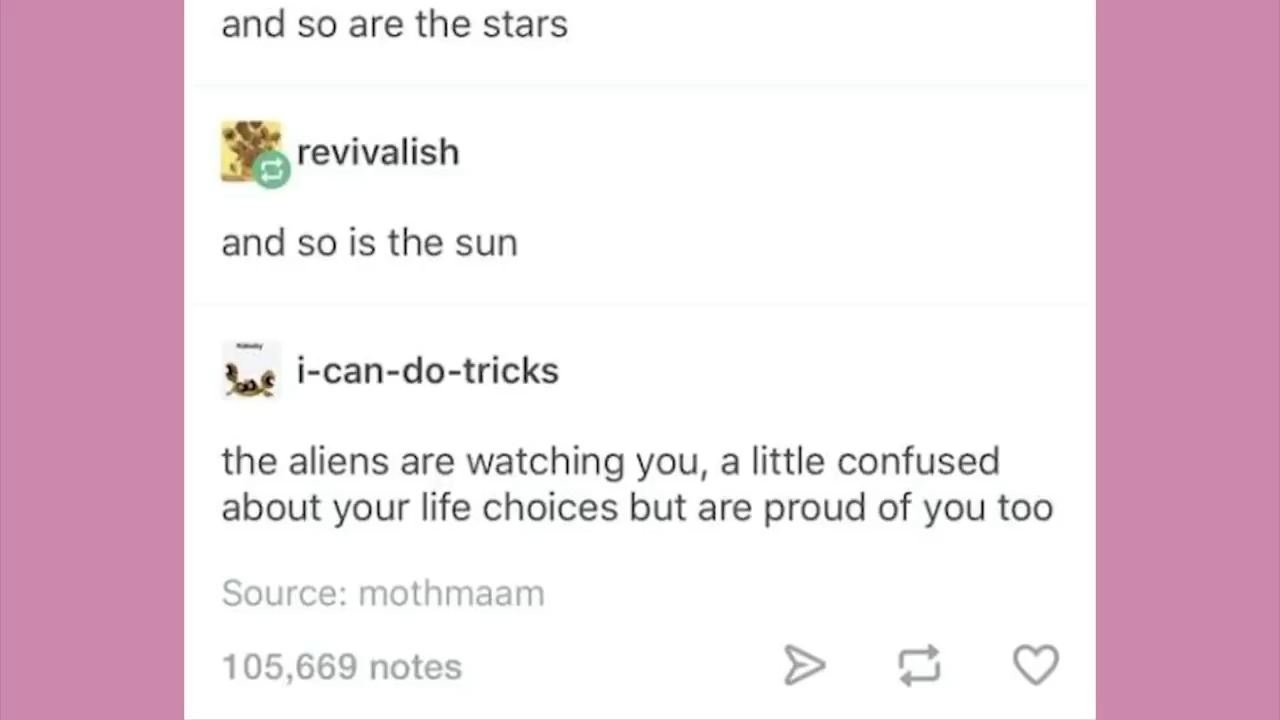 and so are the stars
revivalish
and so is the sun
i-can-do-tricks
the aliens are watching you, a little confused
about your life choices but are proud of you too
Source: mothmaam
105,669 notes